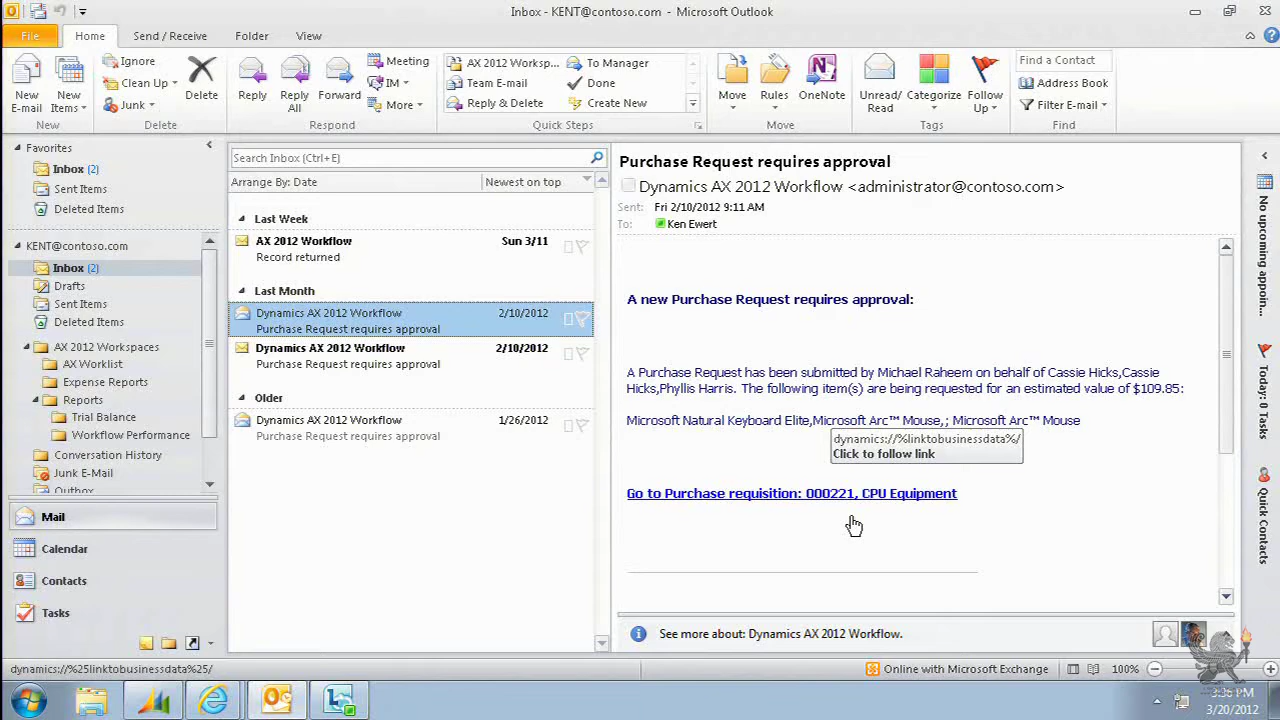 Inbox - KENT@contoso.com - Microsoft Outlook
File
Home
Send / Receive
Folder
View
New
E-mail
New
Items
New
Ignore
Clean Up
Junk
Delete
Delete
Reply
Reply
All
Forward
Meeting
IM
More
Respond
AX 2012 Worksp...
Team E-mail
Reply & Delete
To Manager
Done
Create New
Quick Steps
Move
Rules
OneNote
Move
Unread/
Read
Categorize
Follow
Up
Tags
Find a Contact
Address Book
Filter E-mail
Find
Favorites
Inbox (2)
Sent Items
Deleted Items
KENT@contoso.com
Inbox (2)
Drafts
Sent Items
Deleted Items
AX 2012 Workspaces
AX Worklist
Expense Reports
Reports
Trial Balance
Workflow Performance
Conversation History
Junk E-Mail
Outbox
Mail
Calendar
Contacts
Tasks
Search Inbox (Ctrl+E)
Arrange By: Date
Newest on top
Last Week
AX 2012 Workflow Sun 3/11
Record returned
Last Month
Dynamics AX 2012 Workflow 2/10/2012
Purchase Request requires approval
Dynamics AX 2012 Workflow 2/10/2012
Purchase Request requires approval
Older
Dynamics AX 2012 Workflow 1/26/2012
Purchase Request requires approval
Purchase Request requires approval
Dynamics AX 2012 Workflow <administrator@contoso.com>
Sent: Fri 2/10/2012 9:11 AM
To: Ken Ewert
A new Purchase Request requires approval:
A Purchase Request has been submitted by Michael Raheem on behalf of Cassie Hicks,Cassie
Hicks,Phyllis Harris. The following item(s) are being requested for an estimated value of $109.85:
Microsoft Natural Keyboard Elite,Microsoft Arc™ Mouse,; Microsoft Arc™ Mouse
dynamics://%linktobusinessdata%/
Click to follow link
Go to Purchase requisition: 000221, CPU Equipment
See more about: Dynamics AX 2012 Workflow.
No upcoming appoin...
Today: 0 Tasks
Quick Contacts
dynamics://%25linktobusinessdata%25/
Online with Microsoft Exchange
100%
3:36 PM
3/20/2012